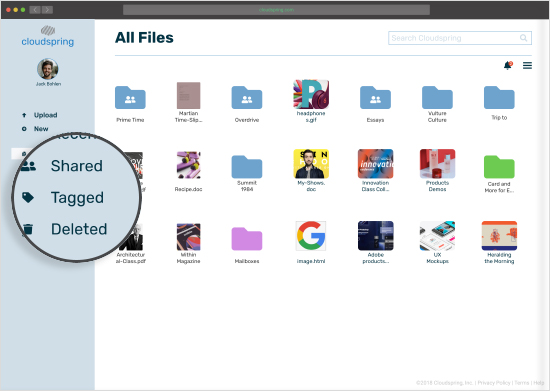 cloudspring.com
cloudspring
All Files
Search Cloudspring
Jack Bohlen
Upload
New
Shared
Tagged
Deleted
Prime Time
Martian
Time-Slip...
Overdrive
headphone
s.gif
Essays
Vulture
Culture
Trip to
Recipe.doc
Summit
1984
My-Shows.
doc
Innovation
Class Coll...
Products
Demos
Card and
More for E...
Architectur
al-Class.pdf
Within
Magazine
Mailboxes
image.html
Adobe
products...
UX
Mockups
Heralding
the Morning
©2018 Cloudspring, Inc. | Privacy Policy | Terms | Help